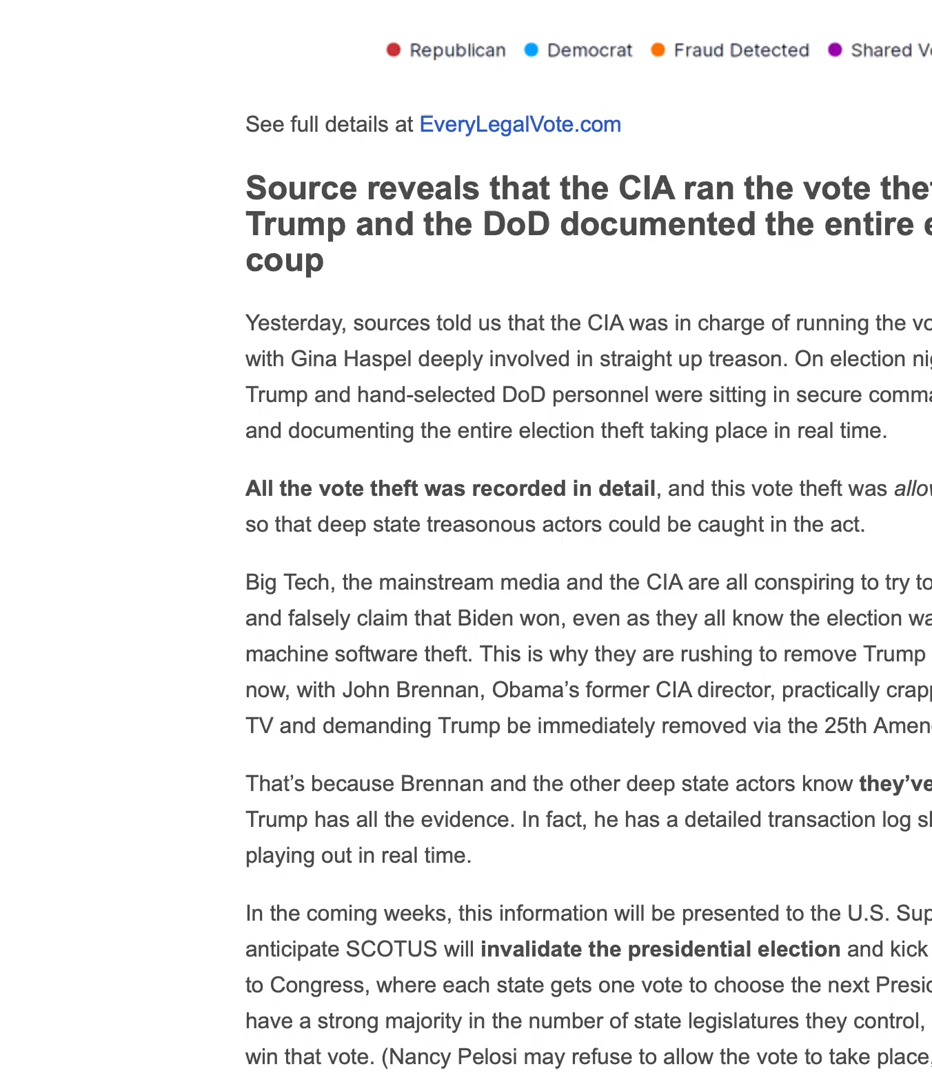 Republican Democrat Fraud Detected Shared
See full details at EveryLegalVote.com
Source reveals that the CIA ran the vote
Trump and the DoD documented the entire
coup
Yesterday, sources told us that the CIA was in charge of running the
with Gina Haspel deeply involved in straight up treason. On election
Trump and hand-selected DoD personnel were sitting in secure
and documenting the entire election theft taking place in real time.
All the vote theft was recorded in detail, and this vote theft was
so that deep state treasonous actors could be caught in the act.
Big Tech, the mainstream media and the CIA are all conspiring to try to
and falsely claim that Biden won, even as they all know the election
machine software theft. This is why they are rushing to remove Trump
now, with John Brennan, Obama’s former CIA director, practically
TV and demanding Trump be immediately removed via the 25th
That’s because Brennan and the other deep state actors know they’ve
Trump has all the evidence. In fact, he has a detailed transaction log
playing out in real time.
In the coming weeks, this information will be presented to the U.S.
anticipate SCOTUS will invalidate the presidential election and kick
to Congress, where each state gets one vote to choose the next
have a strong majority in the number of state legislatures they control,
win that vote. (Nancy Pelosi may refuse to allow the vote to take place,